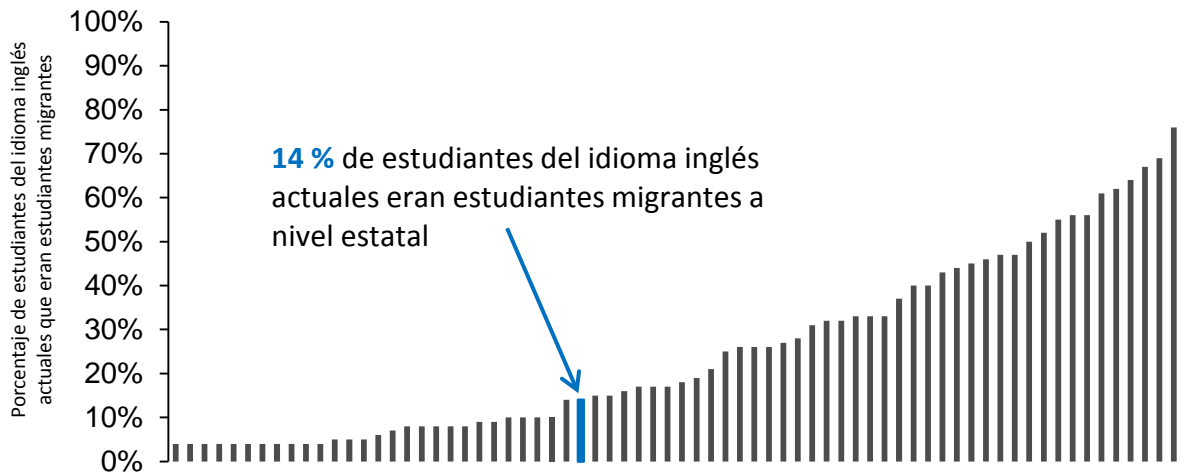 Porcentaje de estudiantes del idioma inglés
actuales que eran estudiantes migrantes
100%
90%
80%
70%
60%
50%
40%
30%
20%
10%
0%
14 % de estudiantes del idioma inglés
actuales eran estudiantes migrantes a
nivel estatal